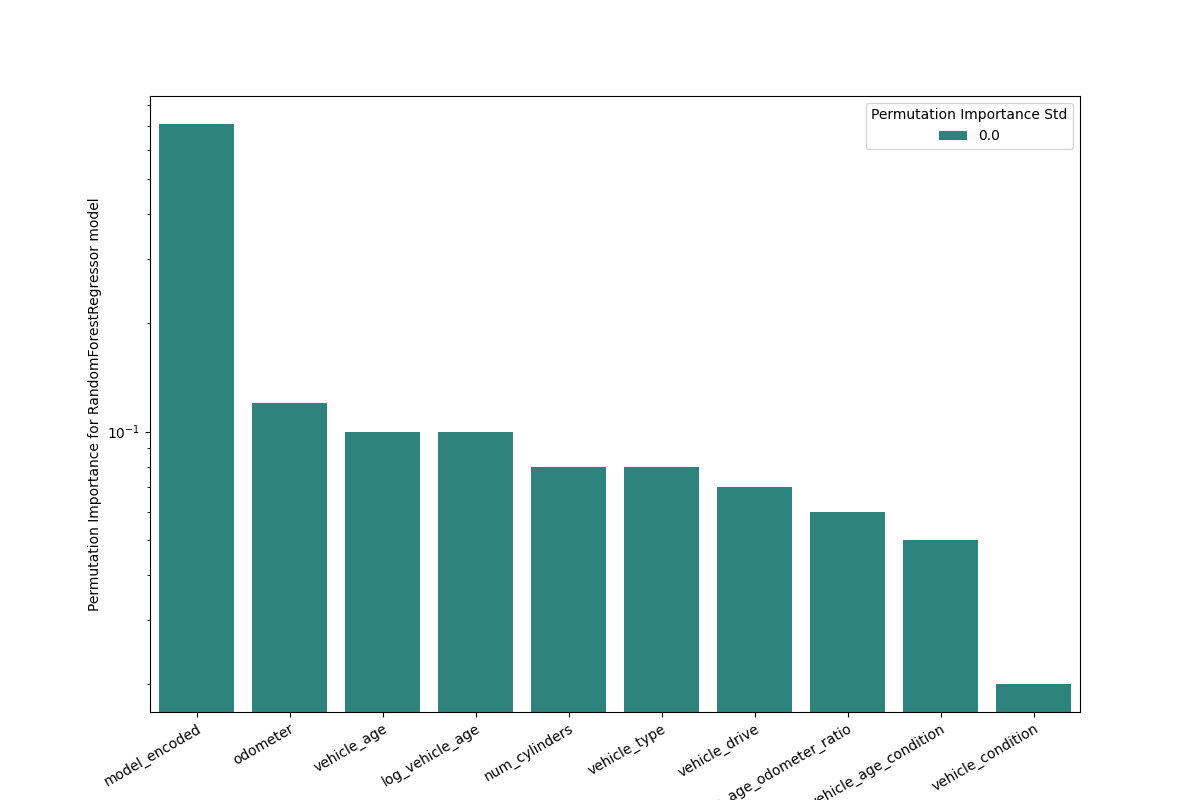 Permutation Importance Std
0.0
Permutation Importance for RandomForestRegressor model
10⁻¹
model_encoded
odometer
vehicle_age
log_vehicle_age
num_cylinders
vehicle_type
vehicle_drive
_age_odometer_ratio
vehicle_age_condition
vehicle_condition